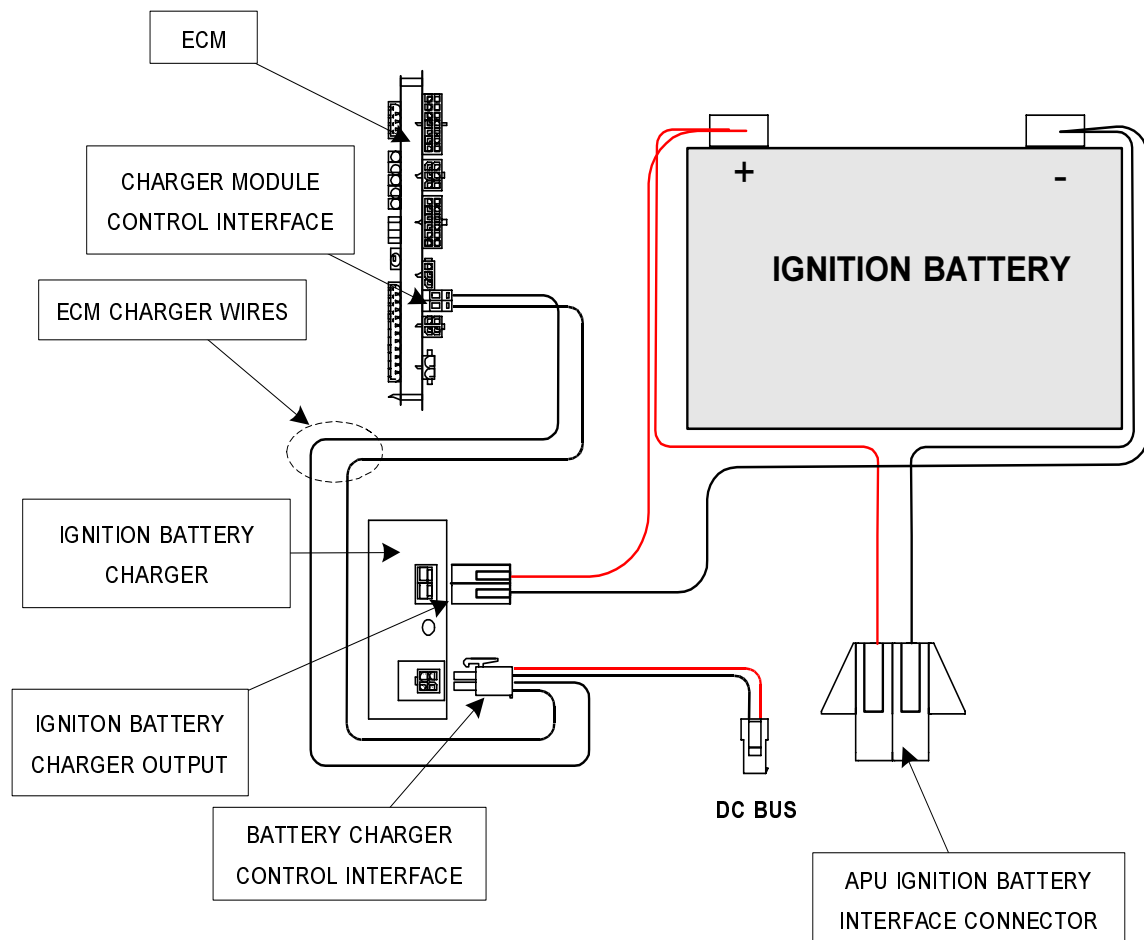 ECM
CHARGER MODULE
CONTROL INTERFACE
ECM CHARGER WIRES
+
-
IGNITION BATTERY
IGNITION BATTERY
CHARGER
IGNITON BATTERY
CHARGER OUTPUT
BATTERY CHARGER
CONTROL INTERFACE
DC BUS
APU IGNITION BATTERY
INTERFACE CONNECTOR